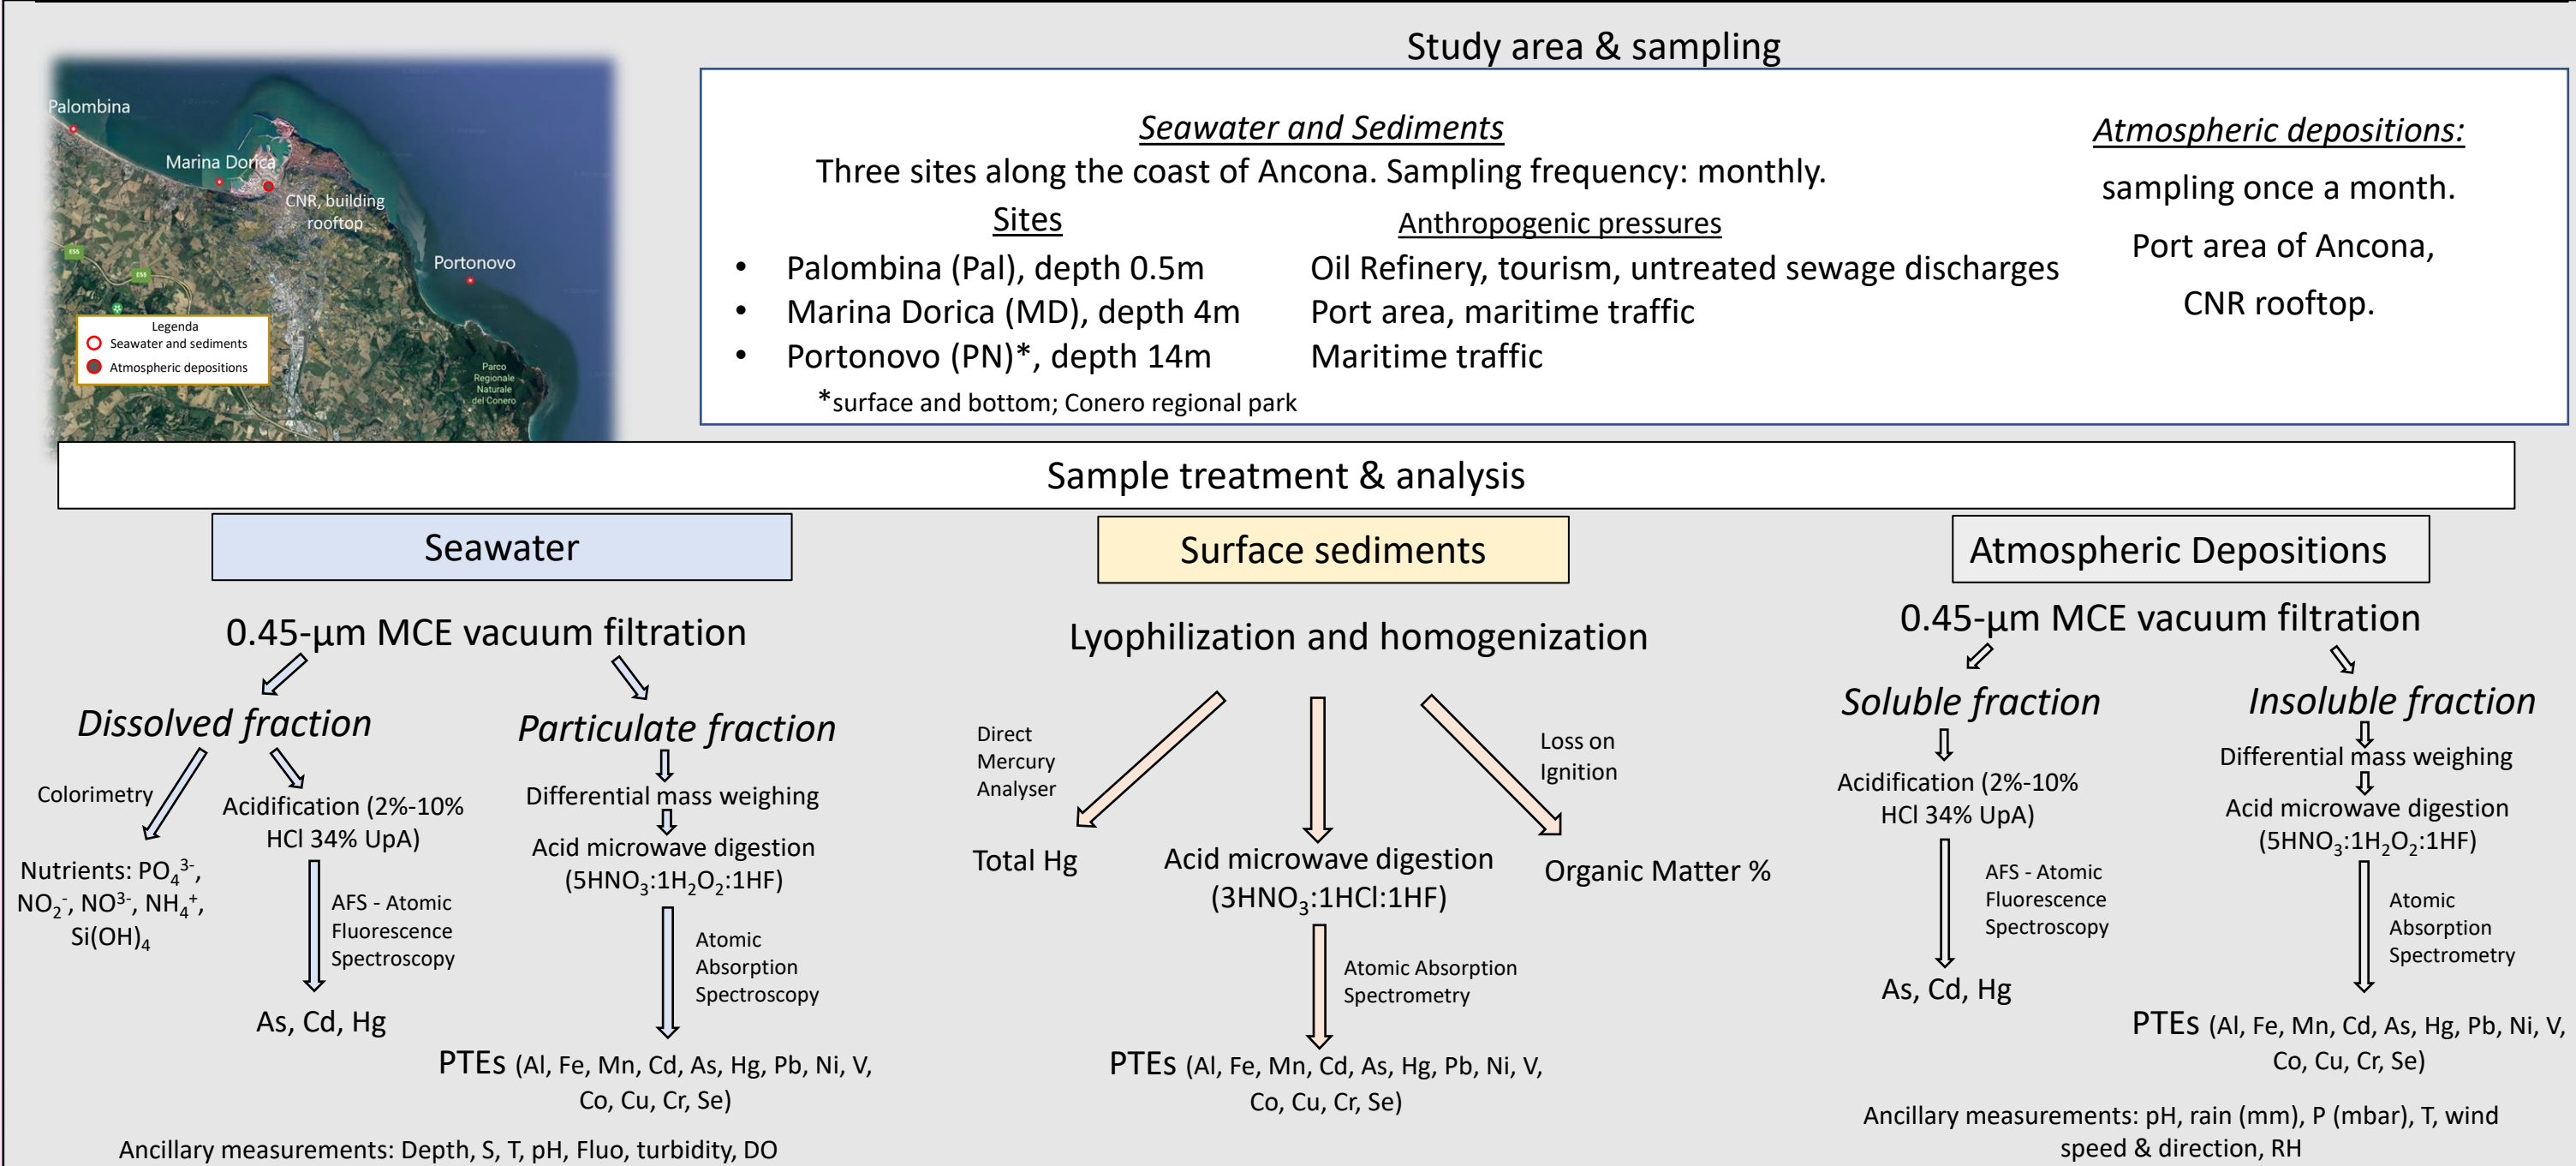 Study area & sampling
Palombina
Marina Dorica
CNR, building
rooftop
Portonovo
E55
E55
Parco
Regionale
Naturale
del Conero
Legenda
Seawater and sediments
Atmospheric depositions
Seawater and Sediments
Three sites along the coast of Ancona. Sampling frequency: monthly.
Sites Anthropogenic pressures
• Palombina (Pal), depth 0.5m Oil Refinery, tourism, untreated sewage discharges
• Marina Dorica (MD), depth 4m Port area, maritime traffic
• Portonovo (PN)*, depth 14m Maritime traffic
*surface and bottom; Conero regional park
Atmospheric depositions:
sampling once a month.
Port area of Ancona,
CNR rooftop.
Sample treatment & analysis
Seawater
0.45-µm MCE vacuum filtration
Dissolved fraction
Colorimetry
Nutrients: PO₄³⁻,
NO₂⁻, NO³⁻, NH₄⁺,
Si(OH)₄
Acidification (2%-10%
HCl 34% UpA)
AFS - Atomic
Fluorescence
Spectroscopy
As, Cd, Hg
Particulate fraction
Differential mass weighing
Acid microwave digestion
(5HNO₃:1H₂O₂:1HF)
Atomic
Absorption
Spectroscopy
PTEs (Al, Fe, Mn, Cd, As, Hg, Pb, Ni, V,
Co, Cu, Cr, Se)
Ancillary measurements: Depth, S, T, pH, Fluo, turbidity, DO
Surface sediments
Lyophilization and homogenization
Direct
Mercury
Analyser
Total Hg
Acid microwave digestion
(3HNO₃:1HCl:1HF)
Atomic Absorption
Spectrometry
PTEs (Al, Fe, Mn, Cd, As, Hg, Pb, Ni, V,
Co, Cu, Cr, Se)
Loss on
Ignition
Organic Matter %
Atmospheric Depositions
0.45-µm MCE vacuum filtration
Soluble fraction
Acidification (2%-10%
HCl 34% UpA)
AFS - Atomic
Fluorescence
Spectroscopy
As, Cd, Hg
Insoluble fraction
Differential mass weighing
Acid microwave digestion
(5HNO₃:1H₂O₂:1HF)
Atomic
Absorption
Spectrometry
PTEs (Al, Fe, Mn, Cd, As, Hg, Pb, Ni, V,
Co, Cu, Cr, Se)
Ancillary measurements: pH, rain (mm), P (mbar), T, wind
speed & direction, RH